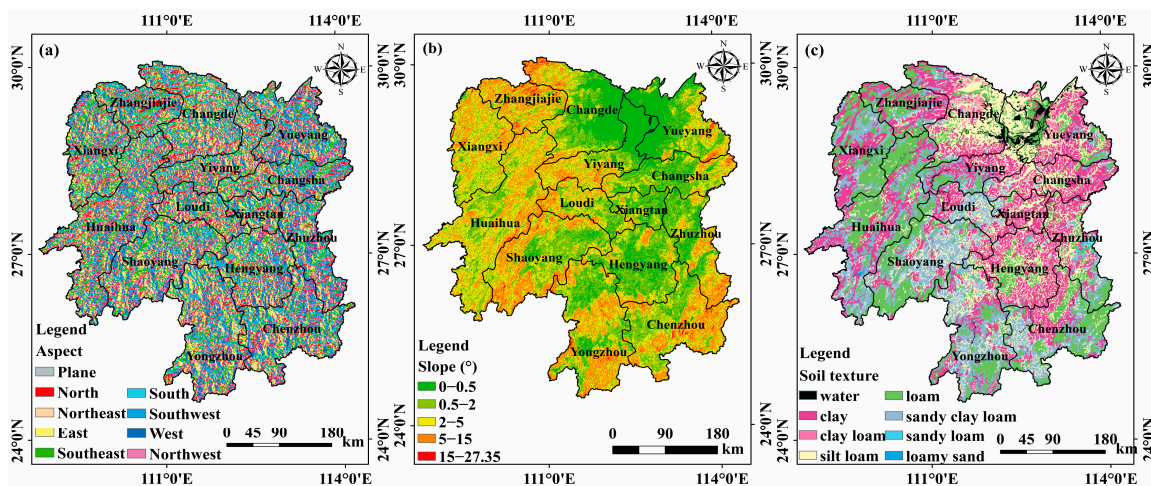 111°0'E 114°0'E
30°0'N
27°0'N
24°0'N
(a)
N
W E
S
Zhangjiajie
Changde
Yueyang
Xiangxi
Yiyang
Changsha
Loudi
Xiangtan
Huaihua
Zhuzhou
Shaoyang
Hengyang
Chenzhou
Yongzhou
Legend
Aspect
Plane
North
Northeast
East
Southeast
South
Southwest
West
Northwest
0 45 90 180
km
111°0'E 114°0'E
111°0'E 114°0'E
30°0'N
27°0'N
24°0'N
(b)
N
W E
S
Zhangjiajie
Changde
Yueyang
Xiangxi
Yiyang
Changsha
Loudi
Xiangtan
Huaihua
Zhuzhou
Shaoyang
Hengyang
Chenzhou
Yongzhou
Legend
Slope (°)
0−0.5
0.5−2
2−5
5−15
15−27.35
0 45 90 180
km
111°0'E 114°0'E
111°0'E 114°0'E
30°0'N
27°0'N
24°0'N
(c)
N
W E
S
Zhangjiajie
Changde
Yueyang
Xiangxi
Yiyang
Changsha
Loudi
Xiangtan
Huaihua
Zhuzhou
Shaoyang
Hengyang
Chenzhou
Yongzhou
Legend
Soil texture
water
clay
clay loam
silt loam
loam
sandy clay loam
sandy loam
loamy sand
0 45 90 180
km
111°0'E 114°0'E
30°0'N
27°0'N
24°0'N